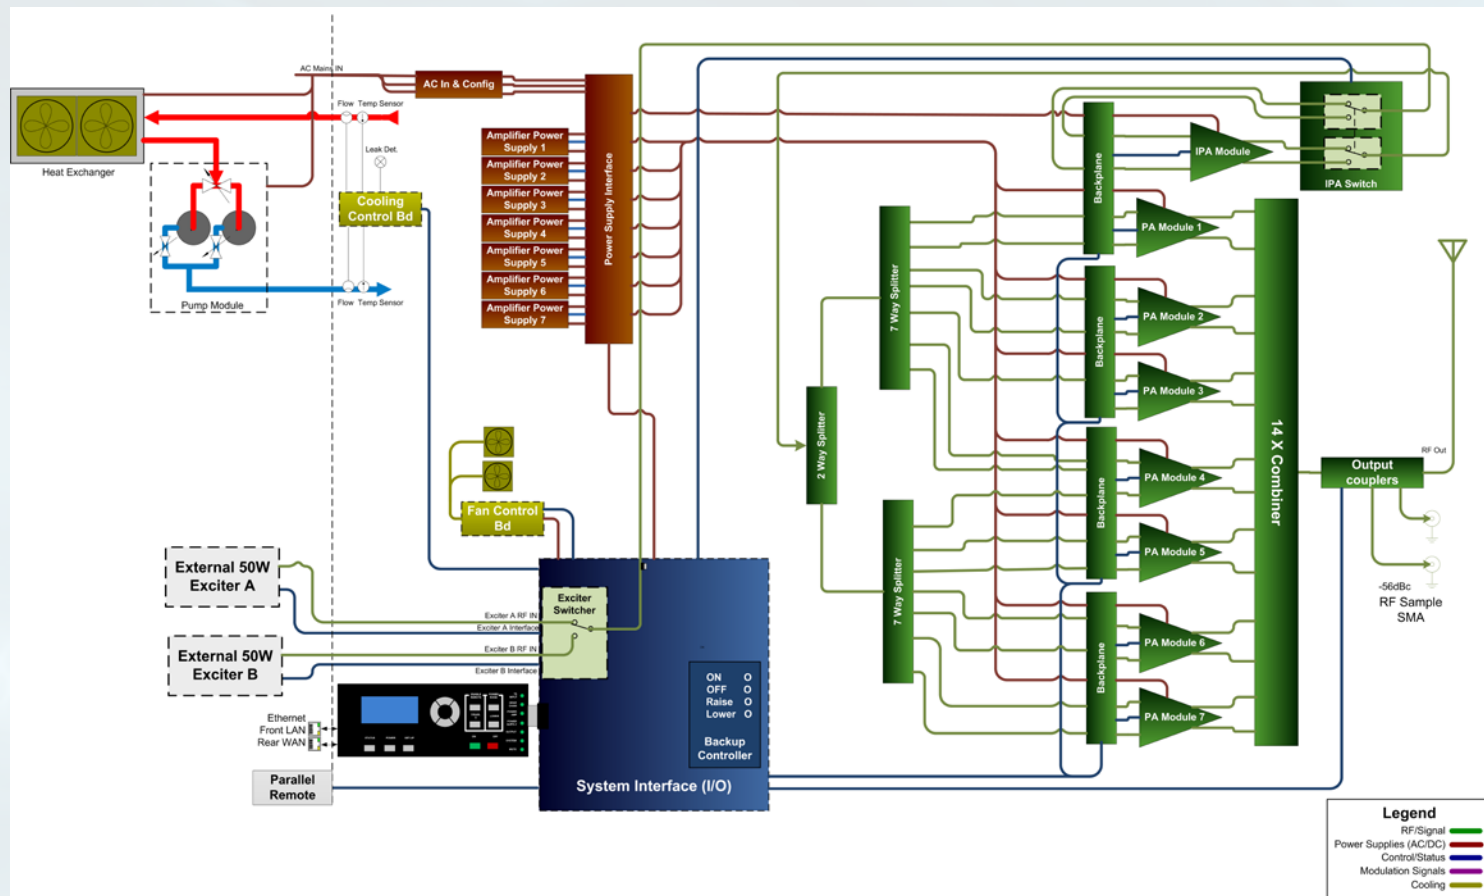 AC Mains IN
AC In & Config
Flow
Temp Sensor
Leak Det.
Heat Exchanger
Cooling
Control Bd
Pump Module
Flow
Temp Sensor
Amplifier Power
Supply 1
Amplifier Power
Supply 2
Amplifier Power
Supply 3
Amplifier Power
Supply 4
Amplifier Power
Supply 5
Amplifier Power
Supply 6
Amplifier Power
Supply 7
Power Supply Interface
IPA Module
IPA Switch
Backplane
PA Module 1
Backplane
PA Module 2
PA Module 3
Backplane
PA Module 4
PA Module 5
Backplane
PA Module 6
PA Module 7
7 Way Splitter
2 Way Splitter
7 Way Splitter
14 X Combiner
Output
couplers
RF Out
-56dBc
RF Sample
SMA
Fan Control
Bd
External 50W
Exciter A
External 50W
Exciter B
Exciter A RF IN
Exciter A Interface
Exciter B RF IN
Exciter B Interface
Exciter
Switcher
ON O
OFF O
Raise O
Lower O
Backup
Controller
System Interface (I/O)
Ethernet
Front LAN
Rear WAN
Parallel
Remote
Legend
RF/Signal
Power Supplies (AC/DC)
Control/Status
Modulation Signals
Cooling